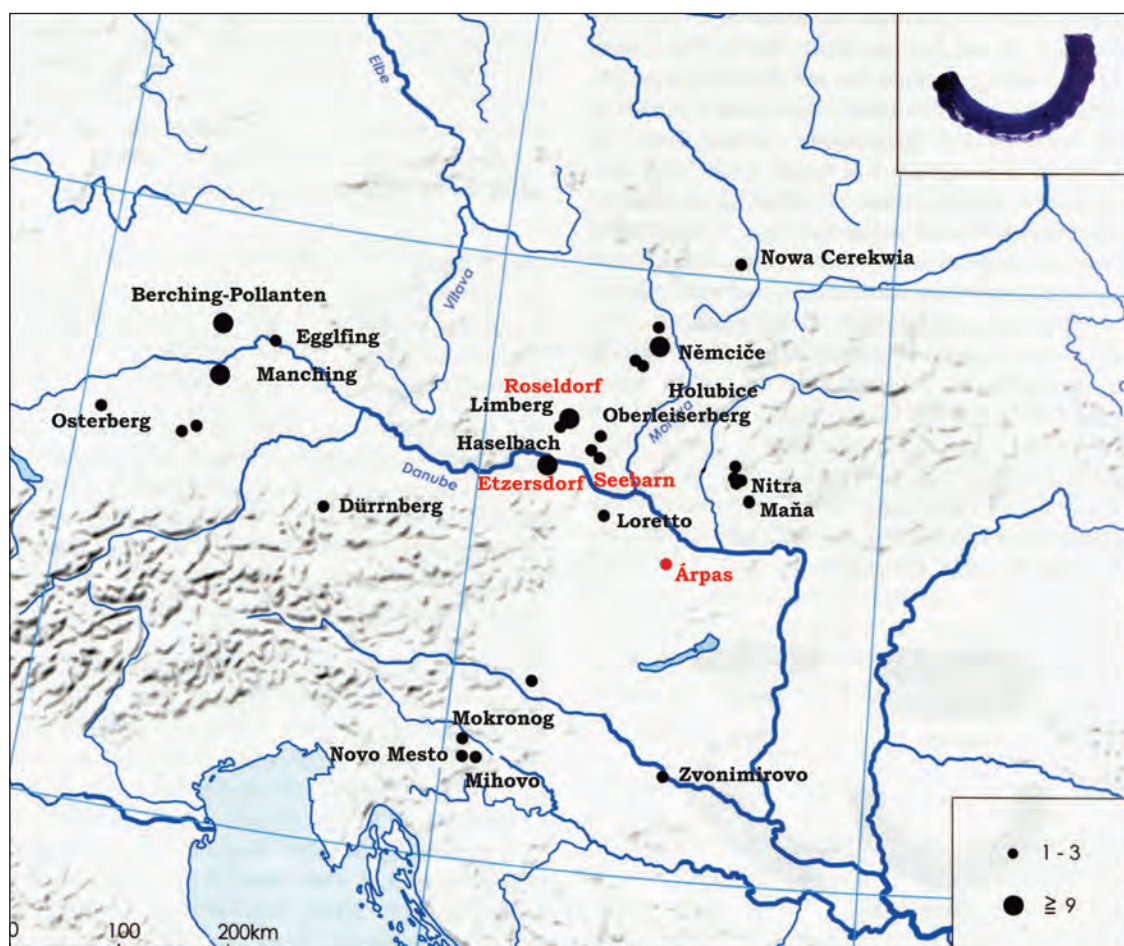 Elbe
Nowa Cerekwia
Vltava
Berching-Pollanten
Egglfing
Němciče
Manching
Holubice
Roseldorf
Limberg
Oberleiserberg
Osterberg
Morava
Haselbach
Seebarn
Danube
Etzersdorf
Nitra
Dürrnberg
Maňa
Loretto
Árpas
Mokronog
Novo Mesto
Mihovo
Zvonimirovo
1 - 3
≧ 9
0 100 200km